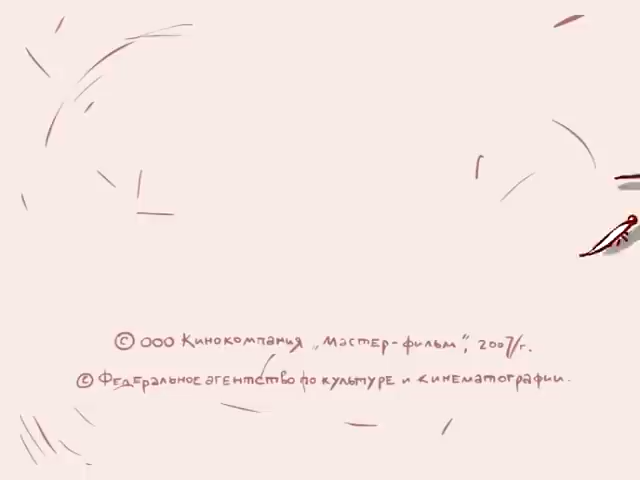 © ООО Кинокомпания „Мастер-фильм", 2007 г.
© Федеральное агентство по культуре и кинематографии.